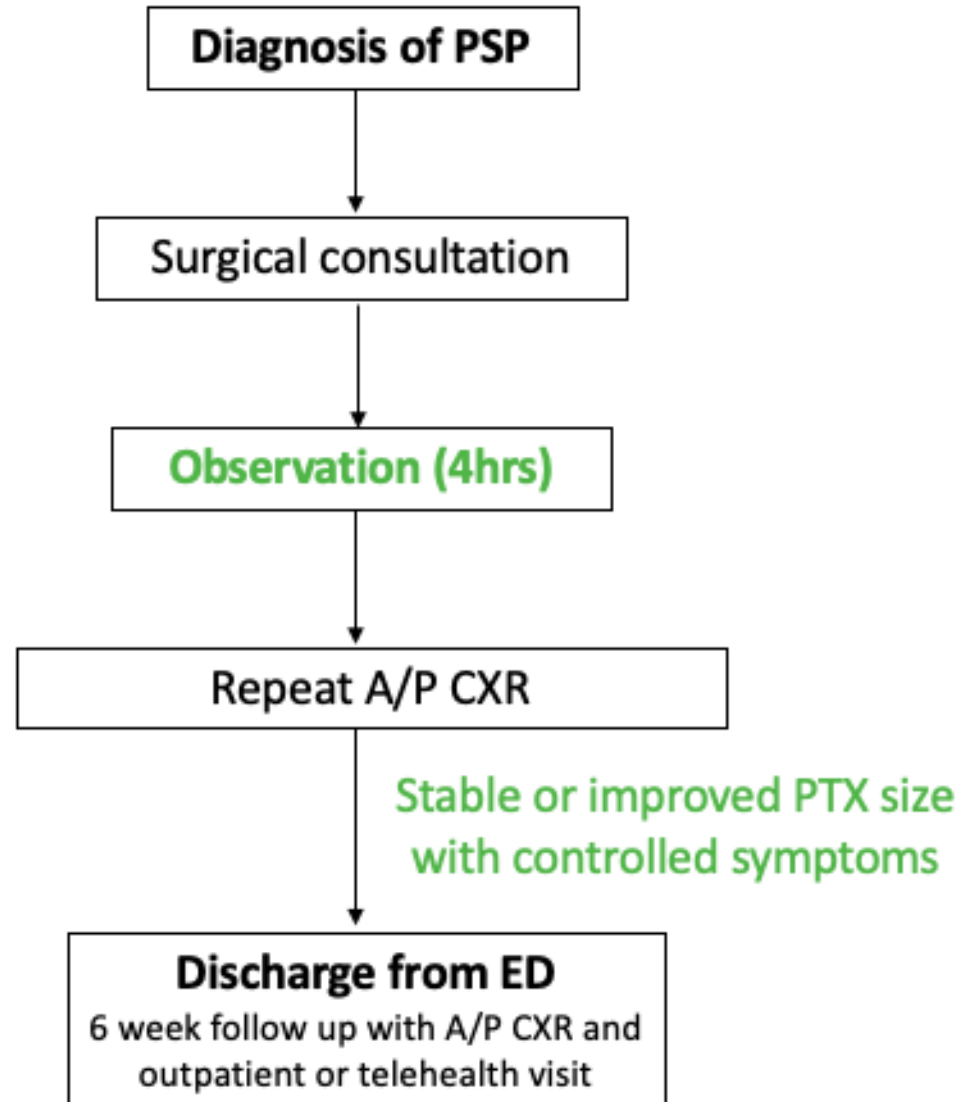 Diagnosis of PSP
Surgical consultation
Observation (4hrs)
Repeat A/P CXR
Stable or improved PTX size
with controlled symptoms
Discharge from ED
6 week follow up with A/P CXR and
outpatient or telehealth visit